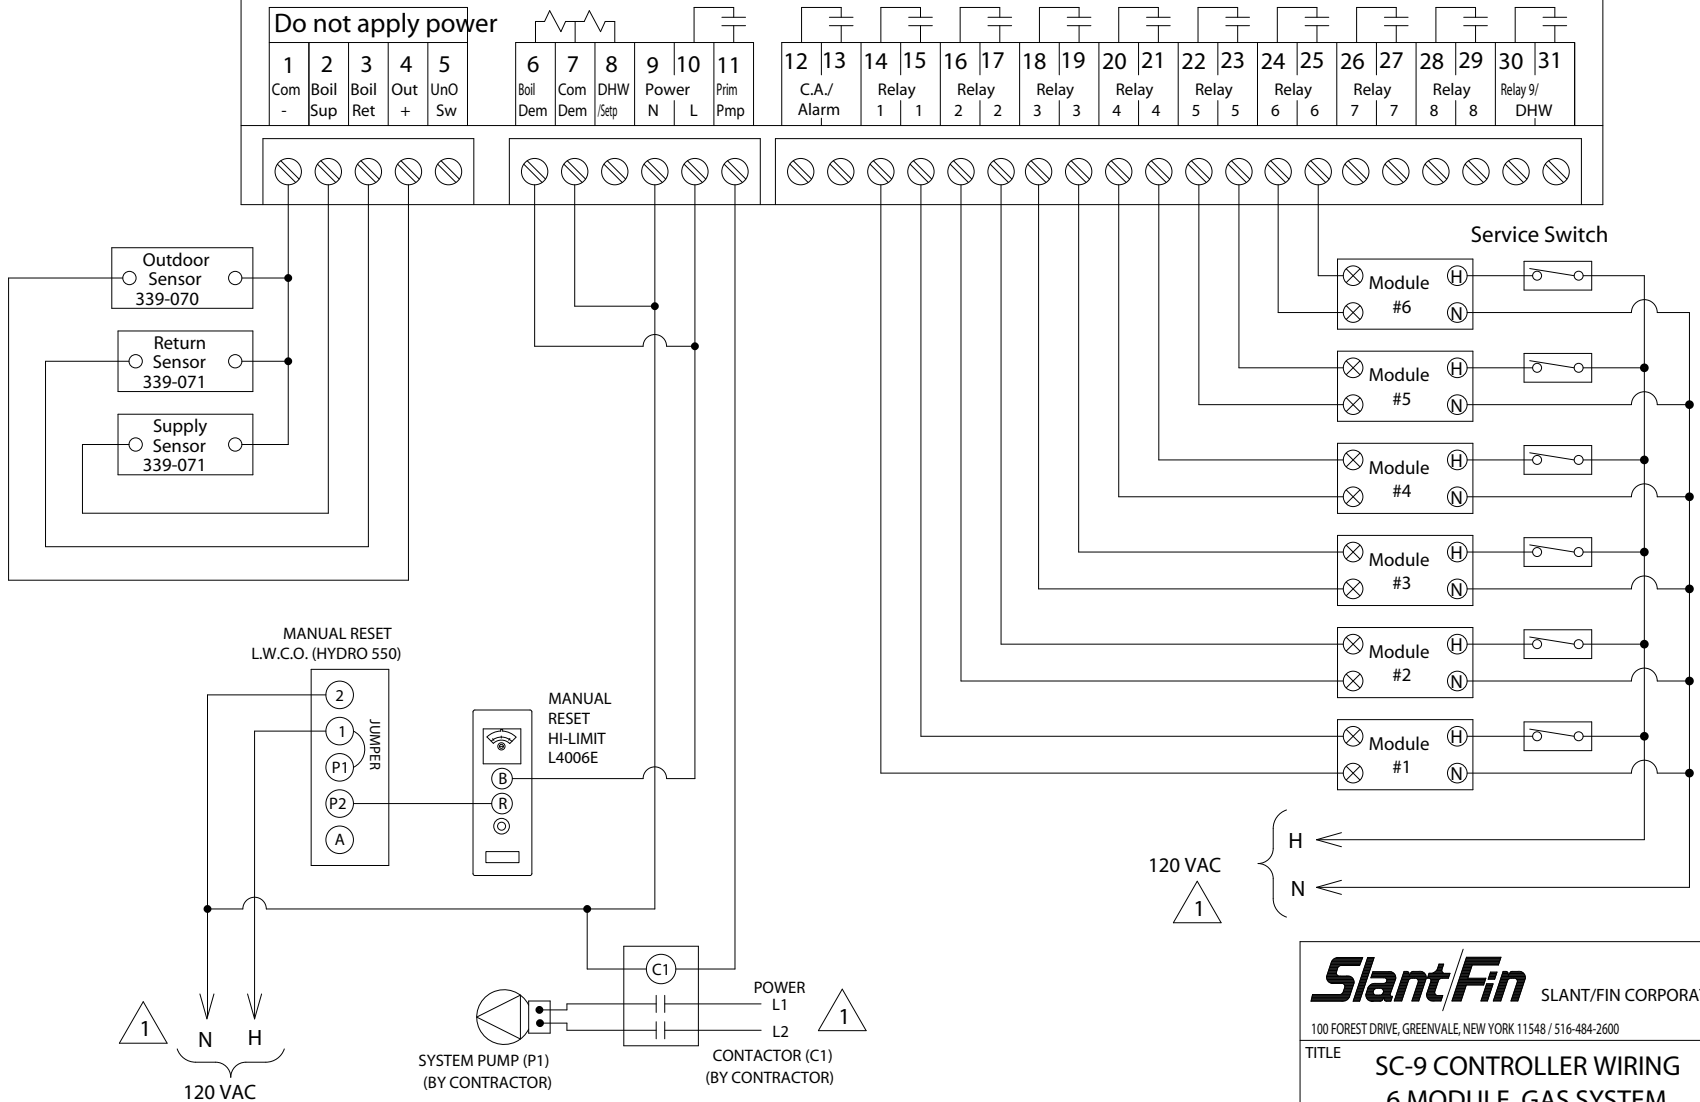 Do not apply power
1 2 3 4 5 6 7 8 9 10 11 12 13 14 15 16 17 18 19 20 21 22 23 24 25 26 27 28 29 30 31
Com Boil Boil Out UnO Boil Com DHW Power Prim C.A./ Relay Relay Relay Relay Relay Relay Relay Relay Relay 9/
- Sup Ret + Sw Dem Dem /Setp N L Pmp Alarm 1 1 2 2 3 3 4 4 5 5 6 6 7 7 8 8 DHW
Service Switch
Outdoor
Sensor
339-070
Return
Sensor
339-071
Supply
Sensor
339-071
Module H
#6 N
Module H
#5 N
Module H
#4 N
Module H
#3 N
Module H
#2 N
Module H
#1 N
MANUAL RESET
L.W.C.O. (HYDRO 550)
2
1
JUMPER
P1
P2
A
MANUAL
RESET
HI-LIMIT
L4006E
B
R
H
120 VAC
N
1
C1
POWER
L1
L2
1
SYSTEM PUMP (P1)
(BY CONTRACTOR)
CONTACTOR (C1)
(BY CONTRACTOR)
1
N H
120 VAC
Slant/Fin SLANT/FIN CORPORAT
100 FOREST DRIVE, GREENVALE, NEW YORK 11548 / 516-484-2600
TITLE
SC-9 CONTROLLER WIRING
6 MODULE, GAS SYSTEM